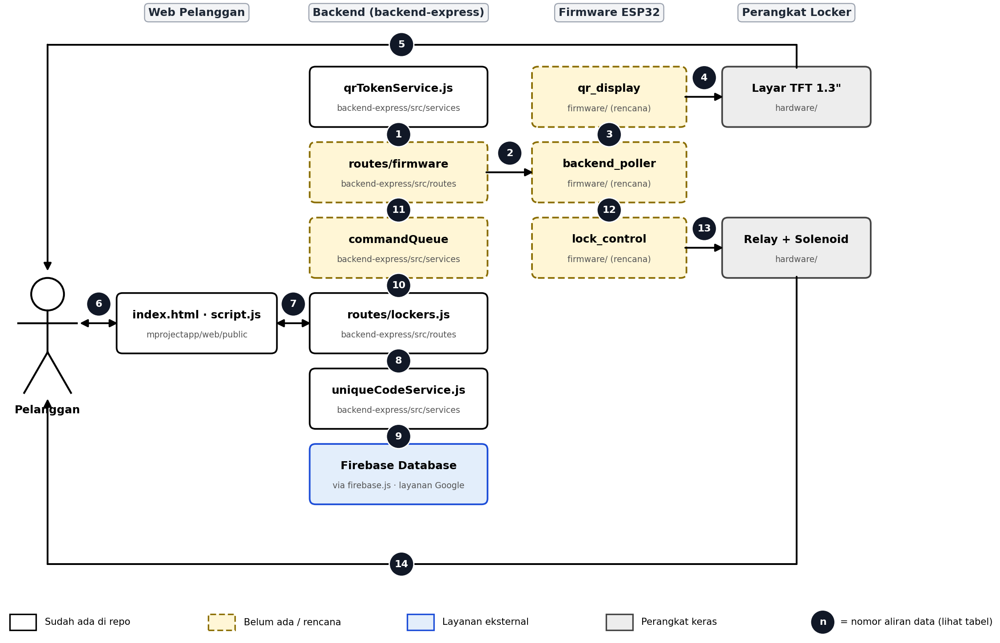 Web Pelanggan
Backend (backend-express)
Firmware ESP32
Perangkat Locker
5
qrTokenService.js
backend-express/src/services
qr_display
firmware/ (rencana)
4
Layar TFT 1.3"
hardware/
1
3
routes/firmware
backend-express/src/routes
2
backend_poller
firmware/ (rencana)
11
12
commandQueue
backend-express/src/services
lock_control
firmware/ (rencana)
13
Relay + Solenoid
hardware/
10
6
index.html · script.js
mprojectapp/web/public
7
routes/lockers.js
backend-express/src/routes
8
uniqueCodeService.js
backend-express/src/services
Pelanggan
9
Firebase Database
via firebase.js · layanan Google
14
Sudah ada di repo
Belum ada / rencana
Layanan eksternal
Perangkat keras
n = nomor aliran data (lihat tabel)